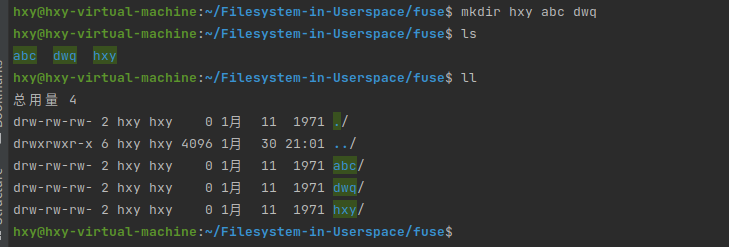 hxy@hxy-virtual-machine:~/Filesystem-in-Userspace/fuse$ mkdir hxy abc dwq
hxy@hxy-virtual-machine:~/Filesystem-in-Userspace/fuse$ ls
abc  dwq  hxy
hxy@hxy-virtual-machine:~/Filesystem-in-Userspace/fuse$ ll
总用量 4
drw-rw-rw- 2 hxy hxy    0 1月  11  1971 ./
drwxrwxr-x 6 hxy hxy 4096 1月  30 21:01 ../
drw-rw-rw- 2 hxy hxy    0 1月  11  1971 abc/
drw-rw-rw- 2 hxy hxy    0 1月  11  1971 dwq/
drw-rw-rw- 2 hxy hxy    0 1月  11  1971 hxy/
hxy@hxy-virtual-machine:~/Filesystem-in-Userspace/fuse$